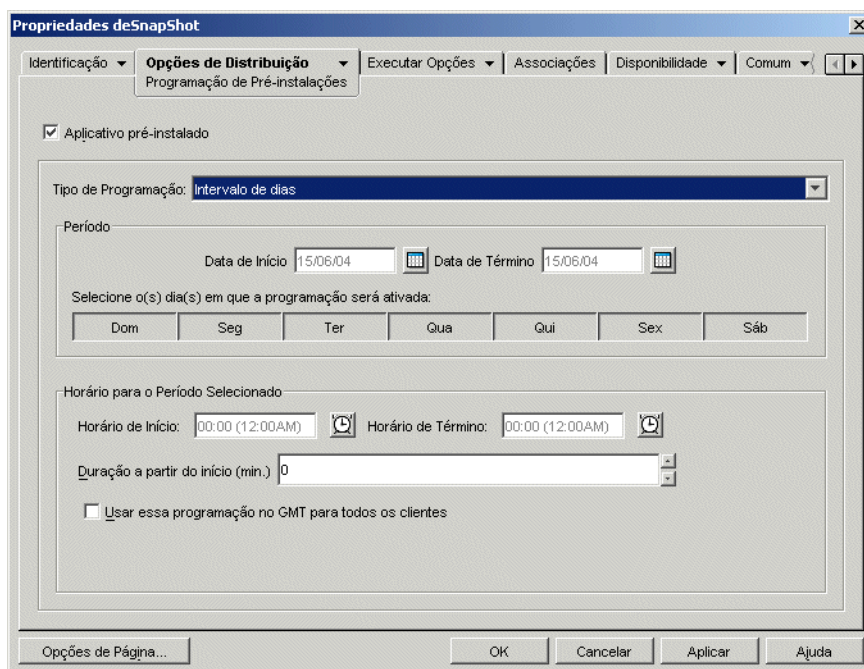 Propriedades deSnapShot
Identificação Opções de Distribuição Executar Opções Associações Disponibilidade Comum
Programação de Pré-instalações
Aplicativo pré-instalado
Tipo de Programação: Intervalo de dias
Período
Data de Início 15/06/04 Data de Término 15/06/04
Selecione o(s) dia(s) em que a programação será ativada:
Dom Seg Ter Qua Qui Sex Sáb
Horário para o Período Selecionado
Horário de Início: 00:00 (12:00AM) Horário de Término: 00:00 (12:00AM)
Duração a partir do início (min.) 0
Usar essa programação no GMT para todos os clientes
Opções de Página... OK Cancelar Aplicar Ajuda